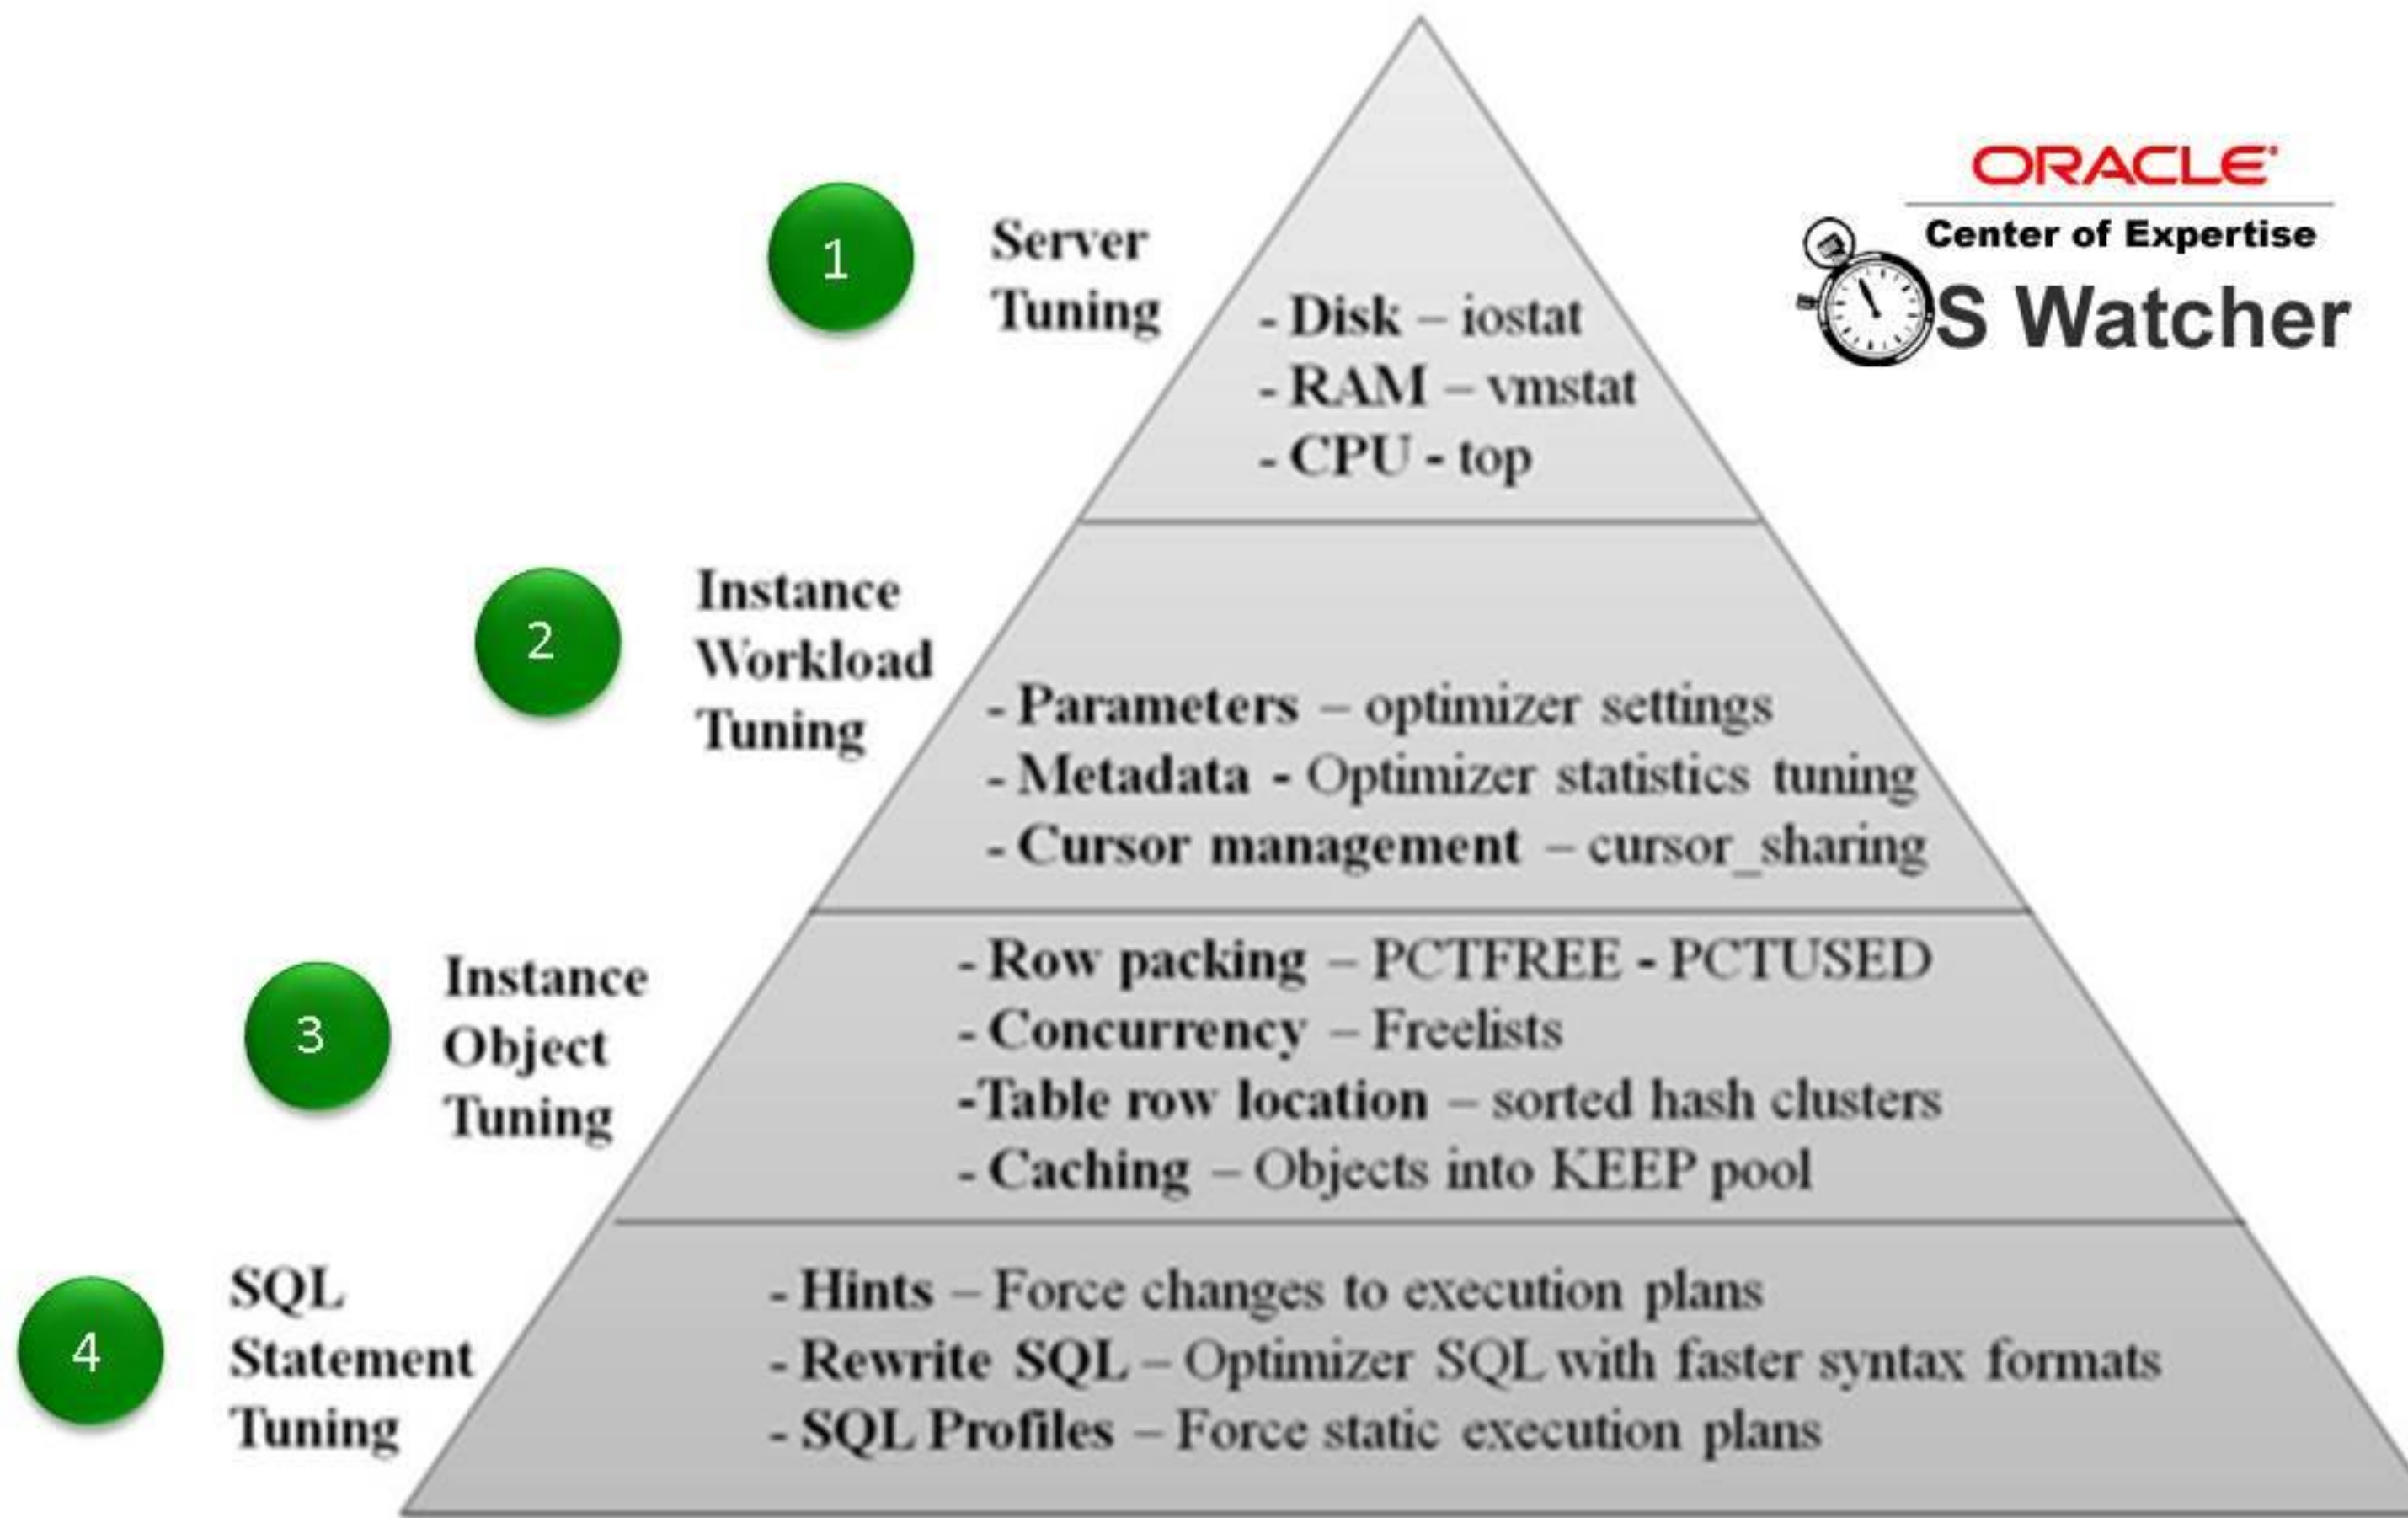 1
Server
Tuning
- Disk – iostat
- RAM – vmstat
- CPU - top
ORACLE
Center of Expertise
OS Watcher
2
Instance
Workload
Tuning
- Parameters – optimizer settings
- Metadata - Optimizer statistics tuning
- Cursor management – cursor_sharing
3
Instance
Object
Tuning
- Row packing – PCTFREE - PCTUSED
- Concurrency – Freelists
-Table row location – sorted hash clusters
- Caching – Objects into KEEP pool
4
SQL
Statement
Tuning
- Hints – Force changes to execution plans
- Rewrite SQL – Optimizer SQL with faster syntax formats
- SQL Profiles – Force static execution plans